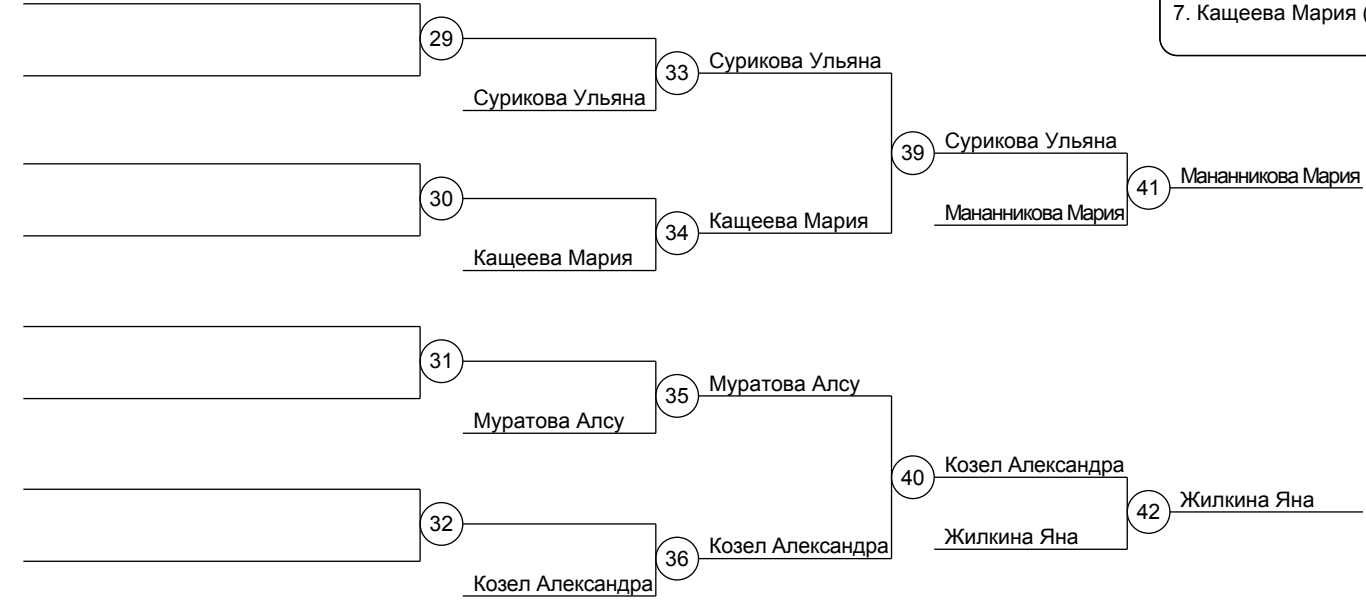 7. Кащеева Мария (
29
33
Сурикова Ульяна
Сурикова Ульяна
39
Сурикова Ульяна
41
Мананникова Мария
30
34
Кащеева Мария
Мананникова Мария
Кащеева Мария
31
35
Муратова Алсу
Муратова Алсу
40
Козел Александра
42
Жилкина Яна
32
36
Козел Александра
Жилкина Яна
Козел Александра